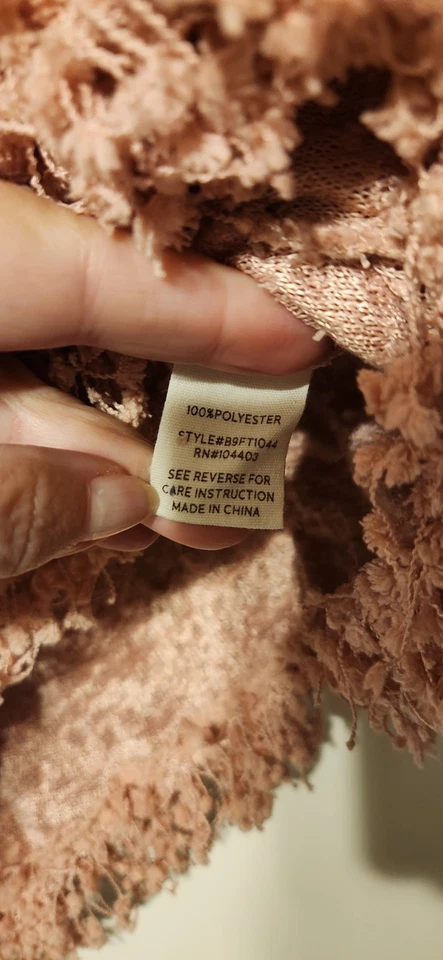 100%POLYESTER
STYLE#B9FT1044
RN#104403
SEE REVERSE FOR
CARE INSTRUCTION
MADE IN CHINA